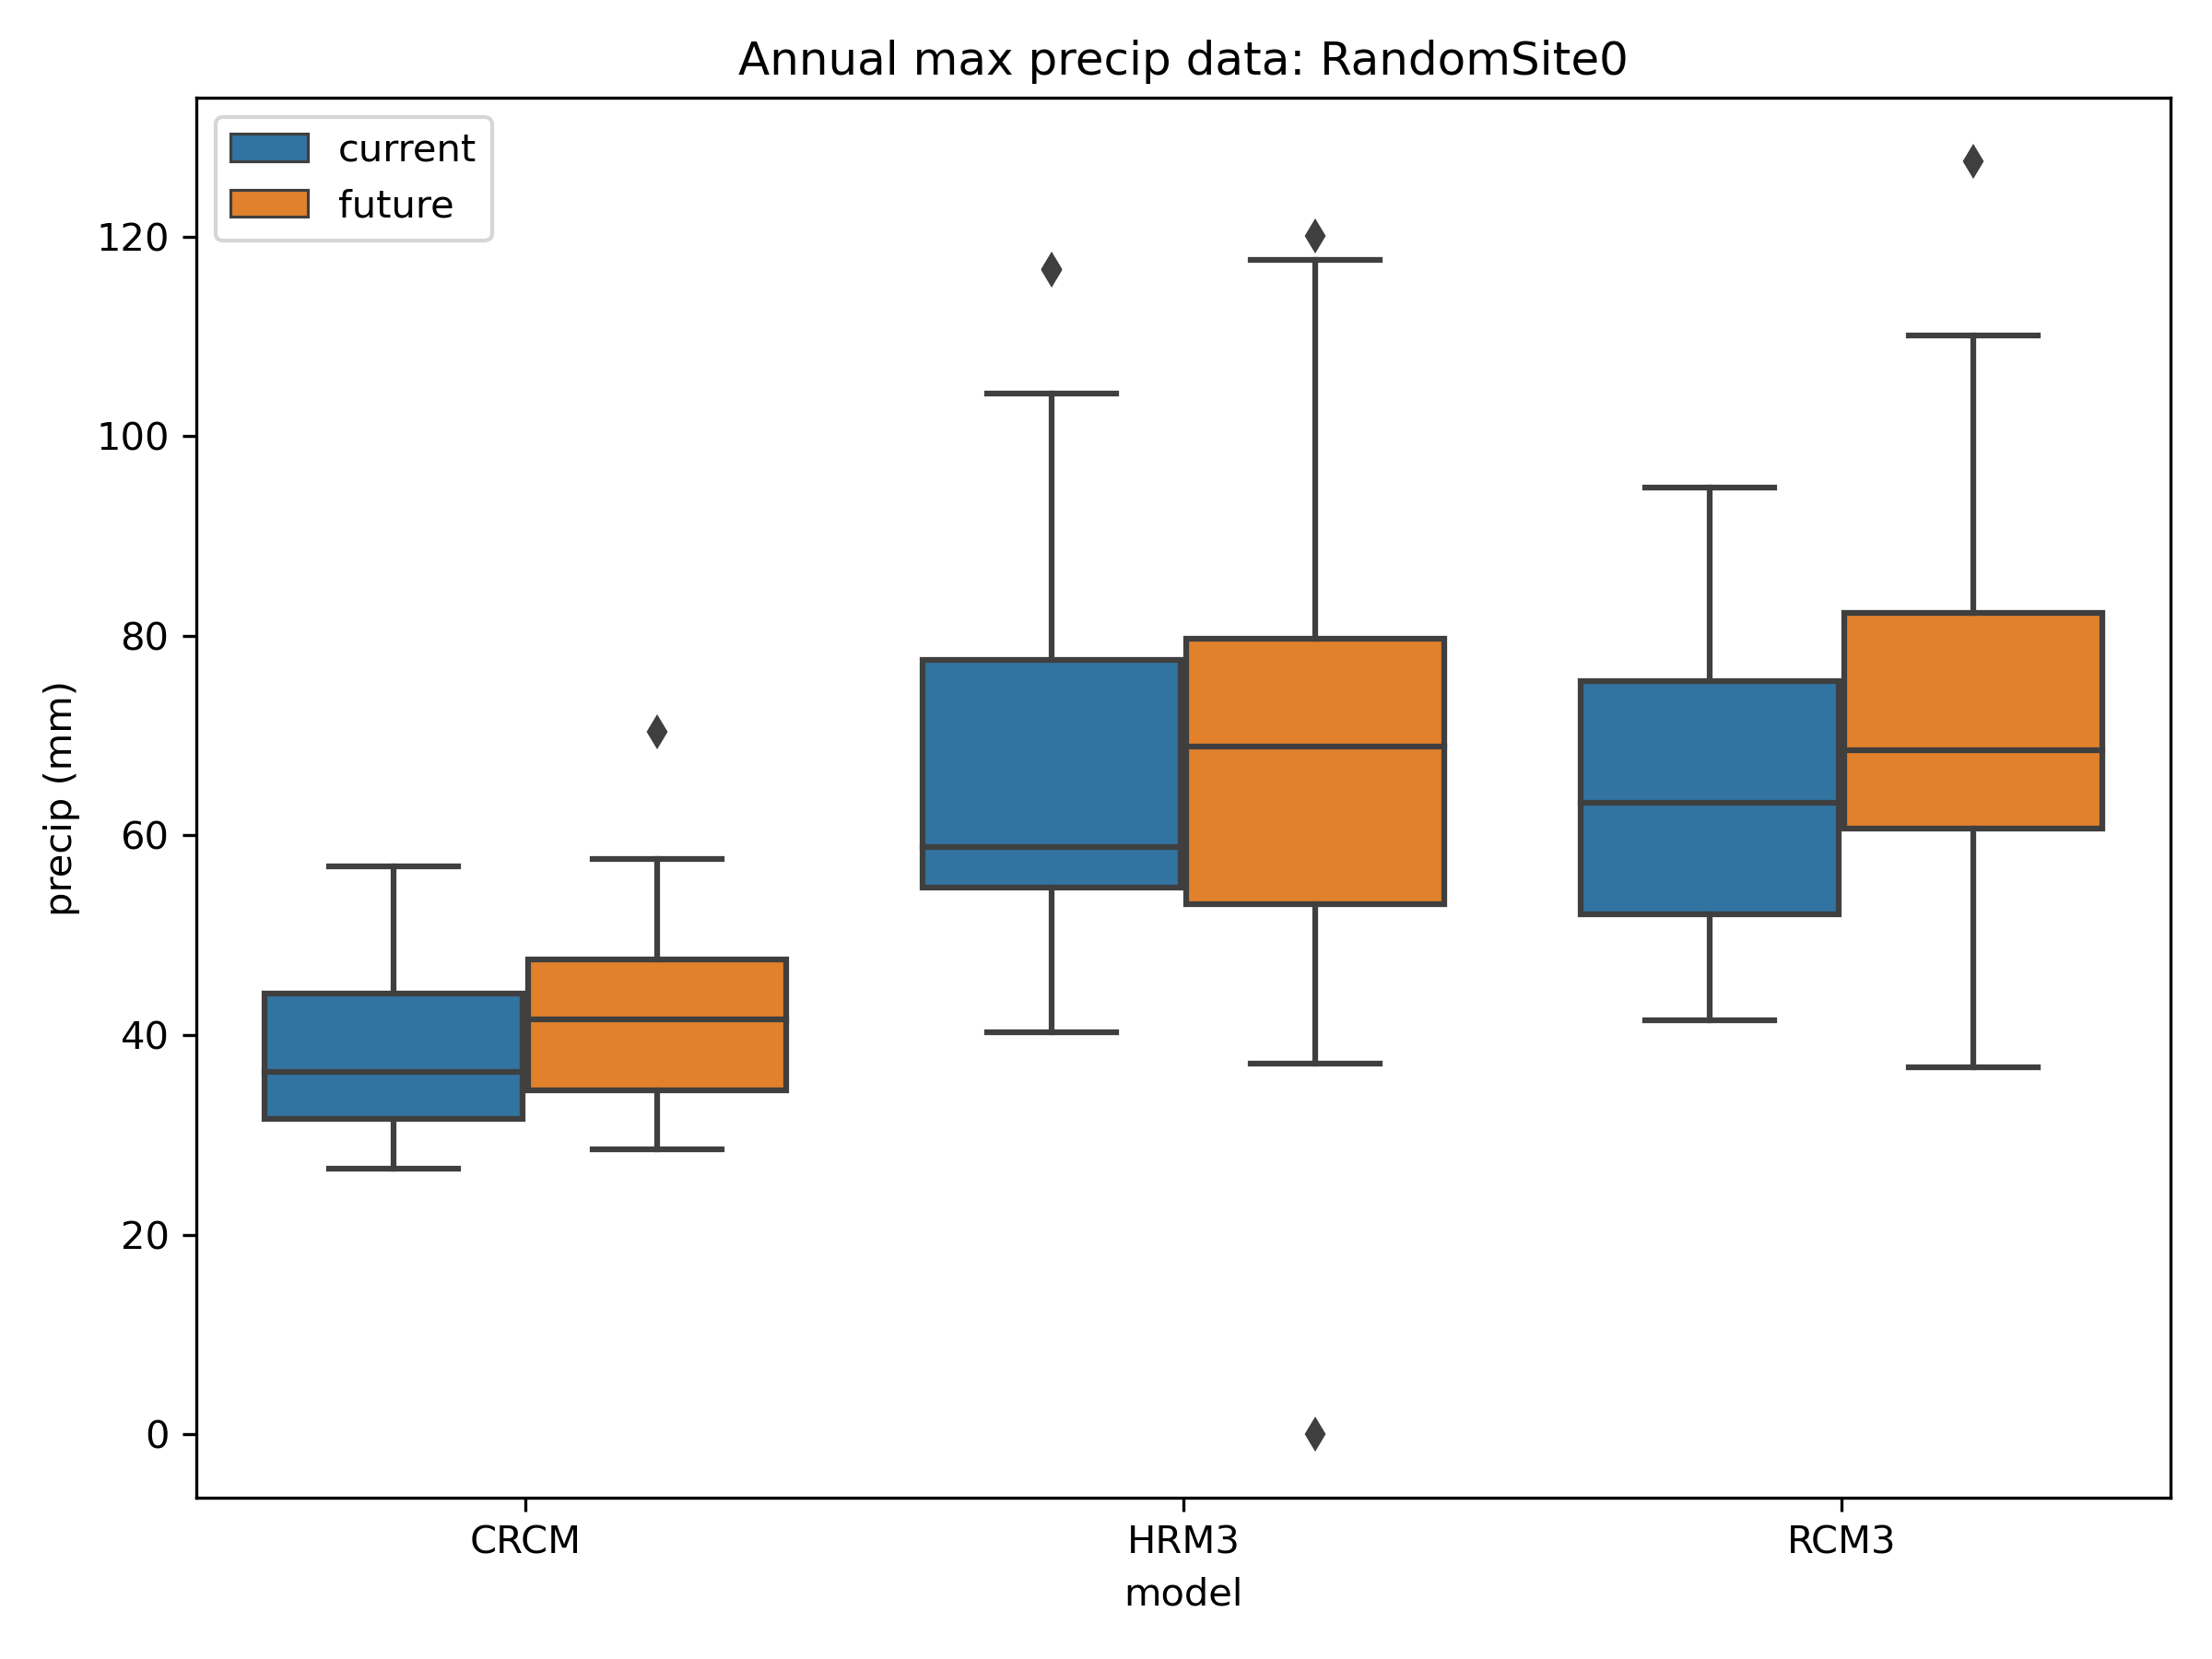 Annual max precip data: RandomSite0
current
future
120
100
80
60
40
20
0
precip (mm)
CRCM
HRM3
RCM3
model